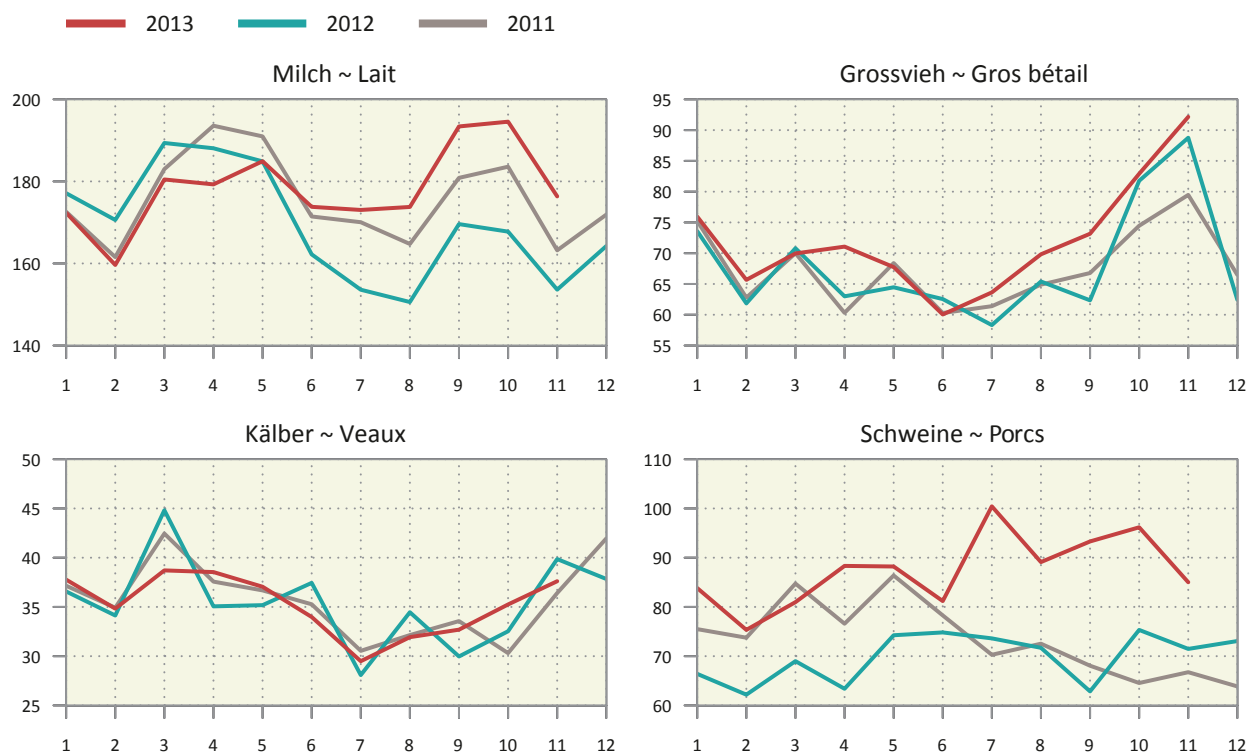 2013 2012 2011
Milch ~ Lait
200
180
160
140
1 2 3 4 5 6 7 8 9 10 11 12
Grossvieh ~ Gros bétail
95
90
85
80
75
70
65
60
55
1 2 3 4 5 6 7 8 9 10 11 12
Kälber ~ Veaux
50
45
40
35
30
25
1 2 3 4 5 6 7 8 9 10 11 12
Schweine ~ Porcs
110
100
90
80
70
60
1 2 3 4 5 6 7 8 9 10 11 12